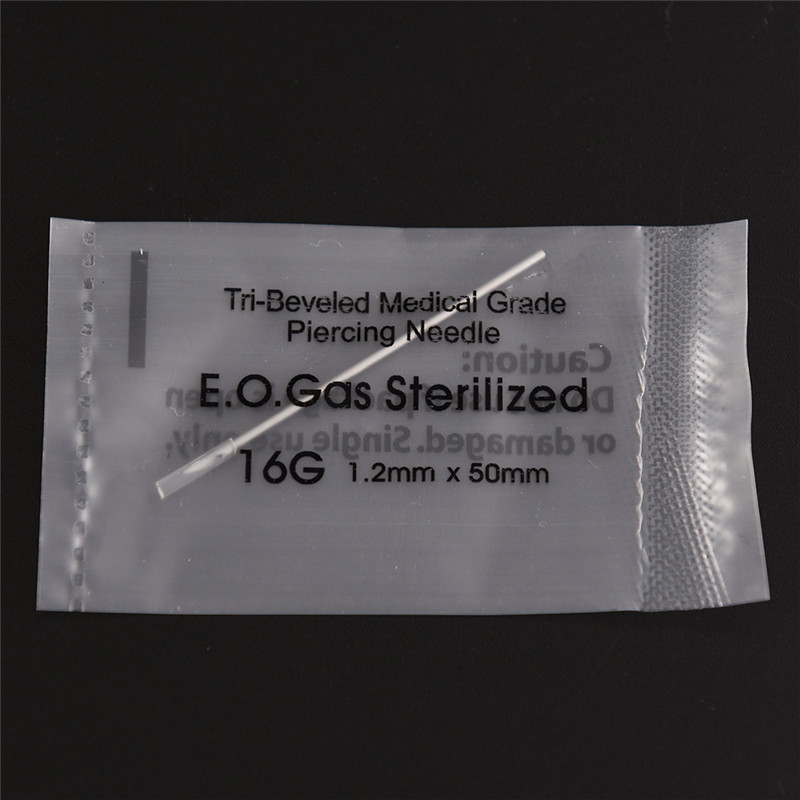 Tri-Beveled Medical Grade
Piercing Needle
E.O.Gas Sterilized
16G 1.2mm x 50mm
Caution:
or damaged. Single use only.